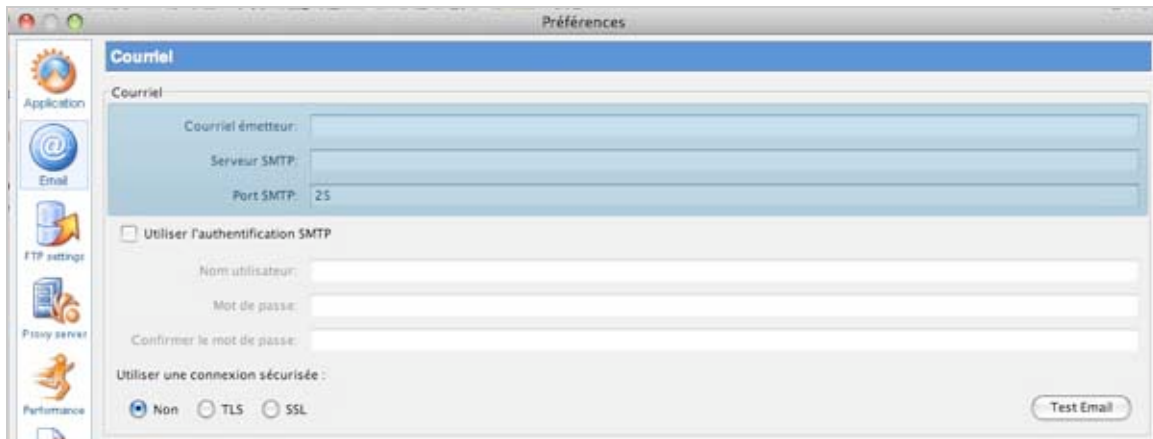 Préférences
Application
Email
FTP settings
Proxy server
Performance
Courriel
Courriel
Courriel émetteur:
Serveur SMTP:
Port SMTP: 25
Utiliser l'authentification SMTP
Nom utilisateur:
Mot de passe:
Confirmer le mot de passe:
Utiliser une connexion sécurisée :
Non TLS SSL
Test Email